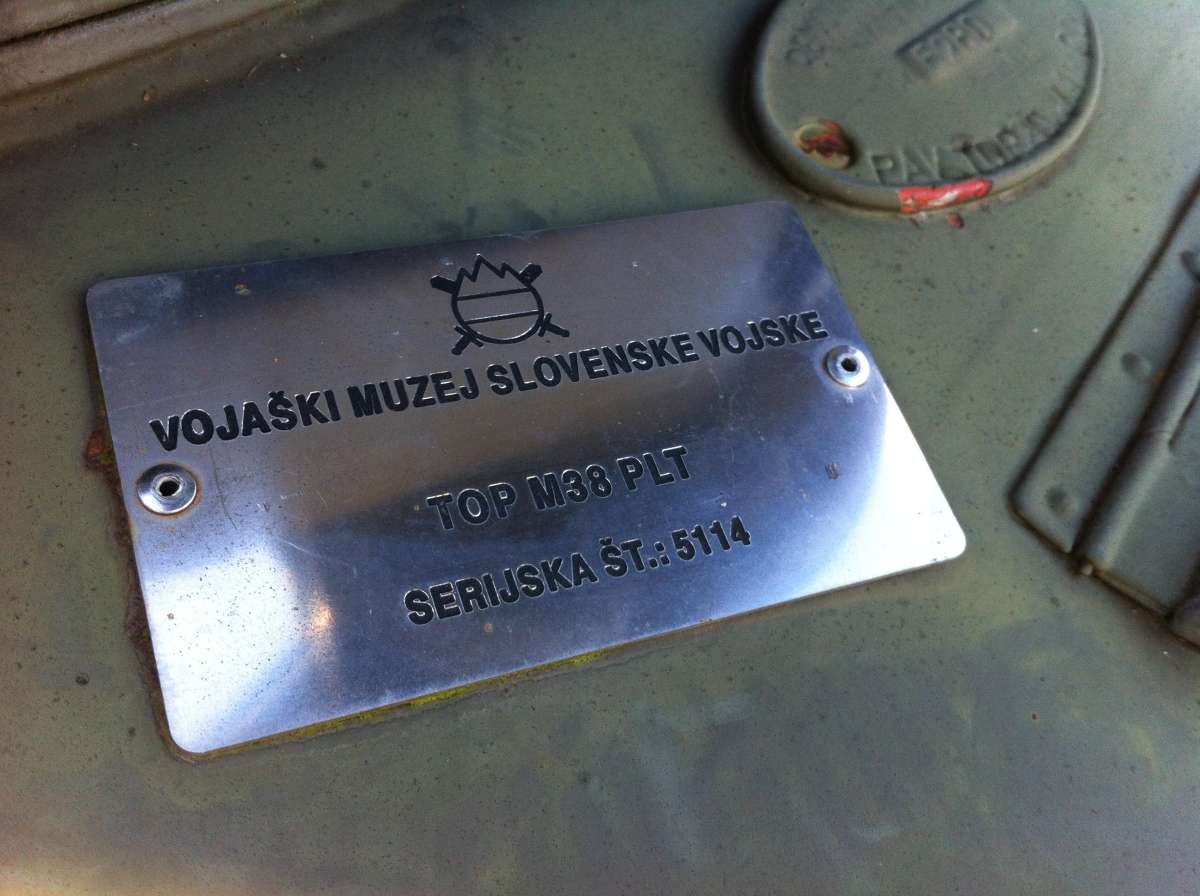 VOJAŠKI MUZEJ SLOVENSKE VOJSKE
TOP M38 PLT
SERIJSKA ŠT.: 5114